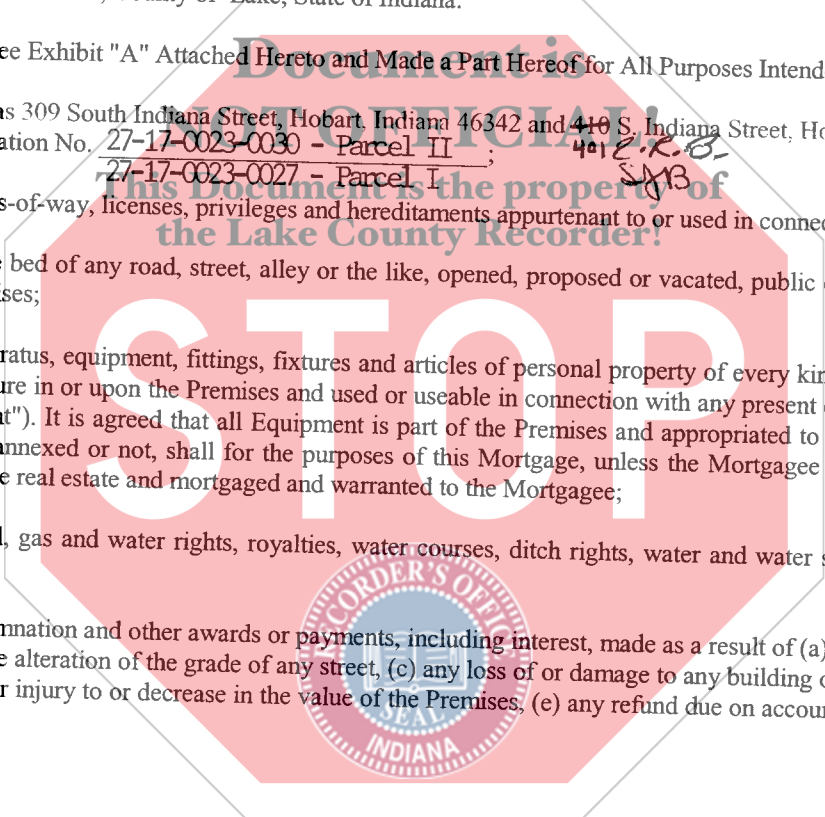 County of Lake, State of Indiana.
ee Exhibit "A" Attached Hereto and Made a Part Hereof for All Purposes Intend
Document is
NOT OFFICIAL!
This Document is the property of
the Lake County Recorder!
as 309 South Indiana Street, Hobart, Indiana 46342 and 410 S. Indiana Street, Ho
401 E.R.B.
ation No. 27-17-0023-0030 - Parcel II ;
27-17-0023-0027 - Parcel I
s-of-way, licenses, privileges and hereditaments appurtenant to or used in connec
bed of any road, street, alley or the like, opened, proposed or vacated, public
ises;
STOP
ratus, equipment, fittings, fixtures and articles of personal property of every kin
ure in or upon the Premises and used or useable in connection with any present
t"). It is agreed that all Equipment is part of the Premises and appropriated to
annexed or not, shall for the purposes of this Mortgage, unless the Mortgagee
e real estate and mortgaged and warranted to the Mortgagee;
l, gas and water rights, royalties, water courses, ditch rights, water and water s
mnation and other awards or payments, including interest, made as a result of (a)
e alteration of the grade of any street, (c) any loss of or damage to any building o
r injury to or decrease in the value of the Premises, (e) any refund due on accoun
RECORDER'S OFFIC
SEAL
INDIANA